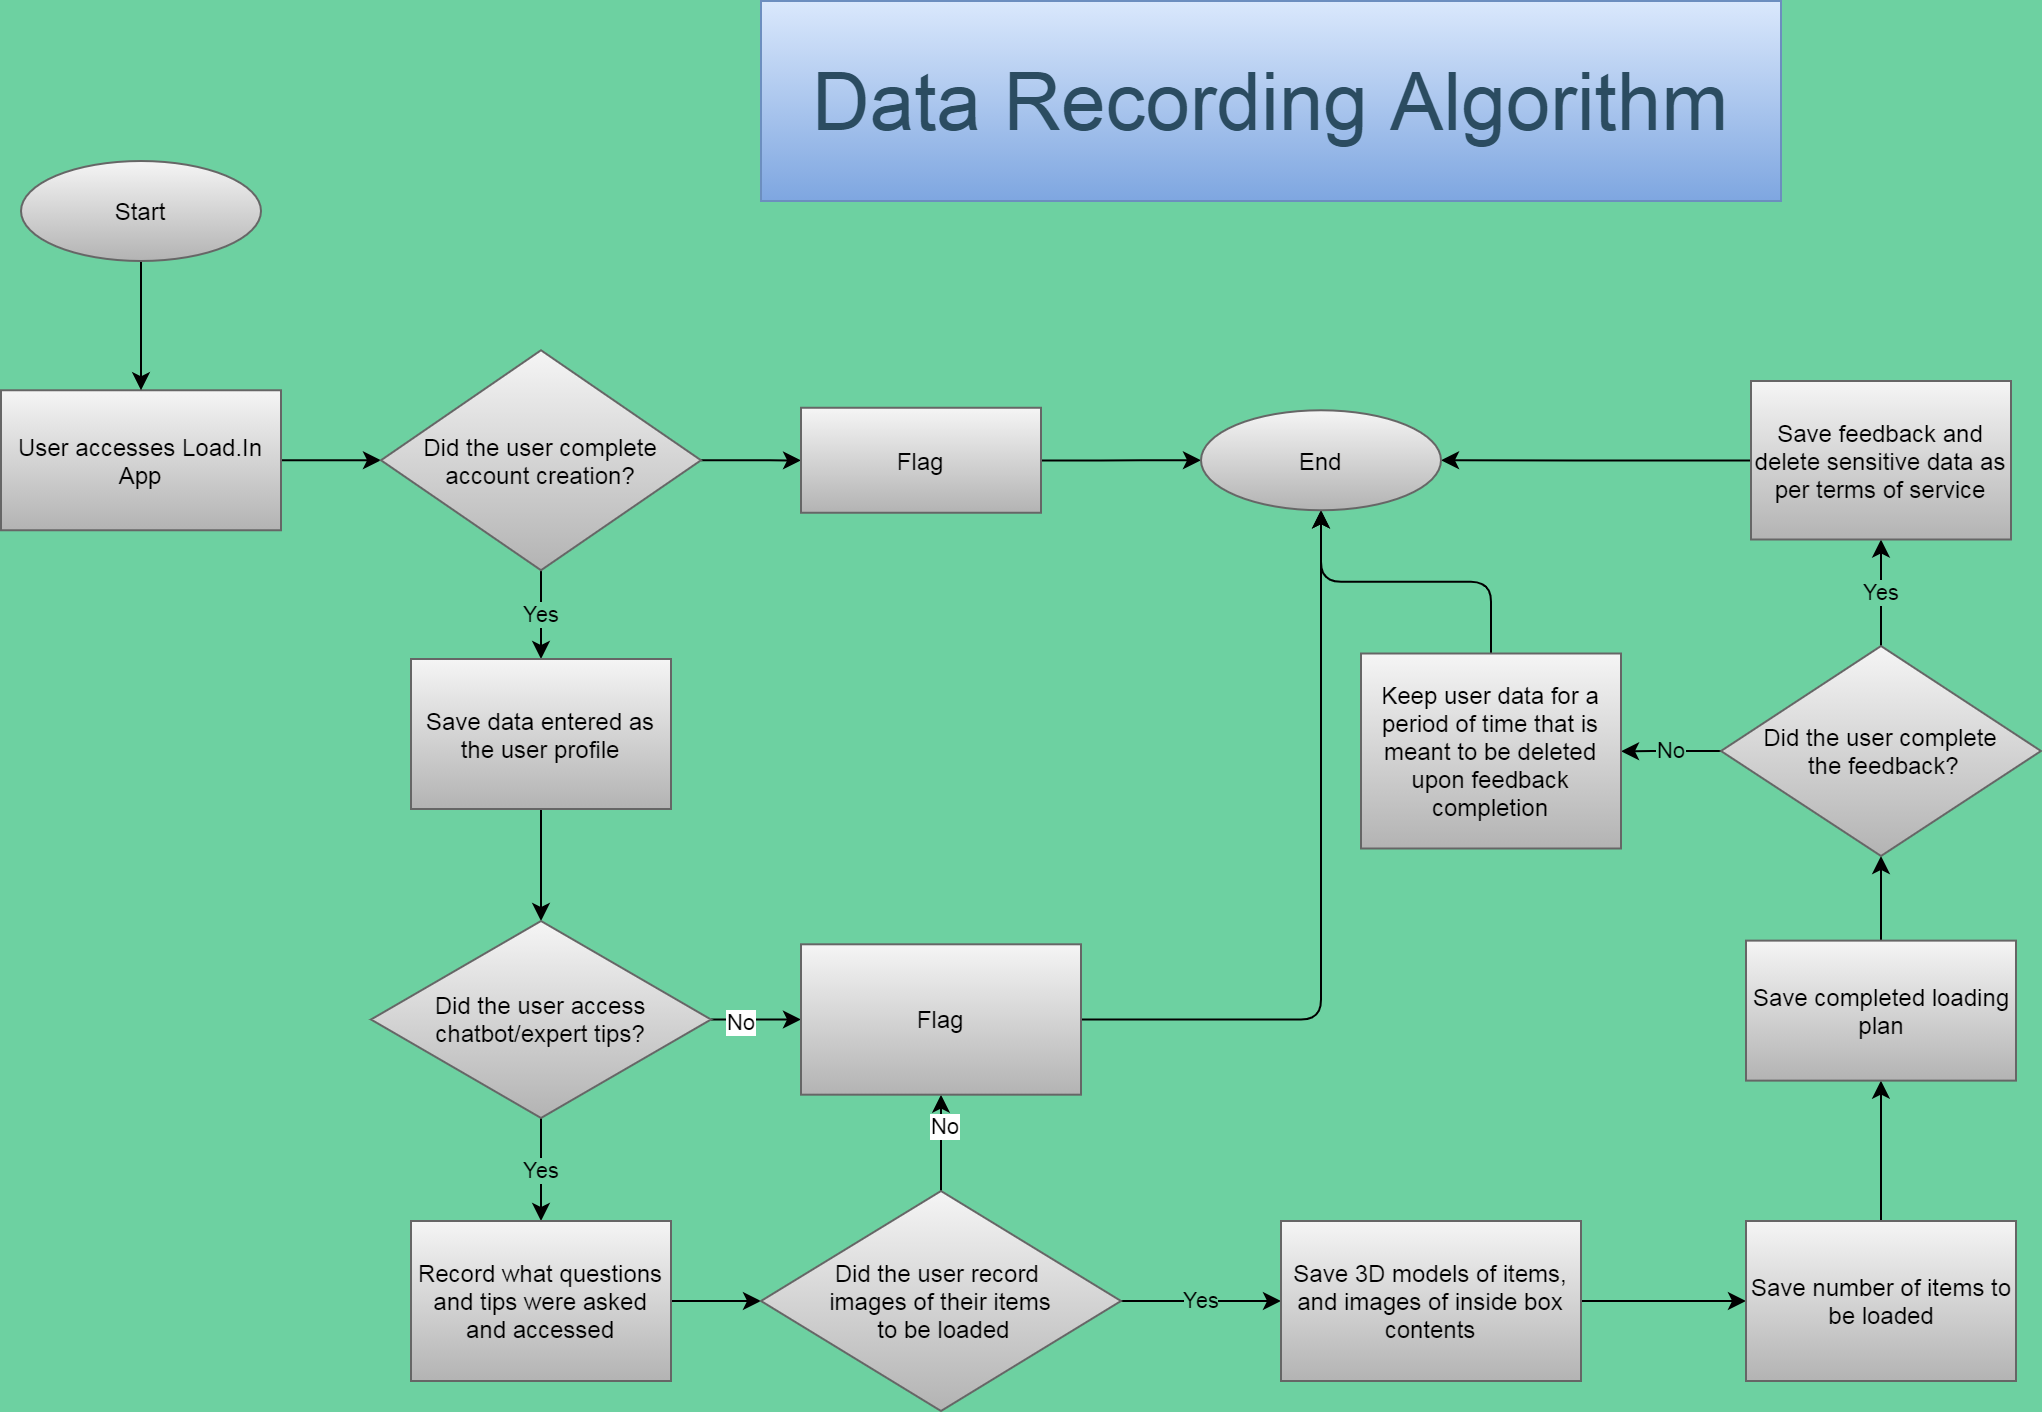 Data Recording Algorithm
Start
User accesses Load.In
App
Did the user complete
account creation?
Flag
End
Save feedback and
delete sensitive data as
per terms of service
Yes
Yes
Save data entered as
the user profile
Keep user data for a
period of time that is
meant to be deleted
upon feedback
completion
No
Did the user complete
the feedback?
Did the user access
chatbot/expert tips?
No
Flag
Save completed loading
plan
No
Yes
Record what questions
and tips were asked
and accessed
Did the user record
images of their items
to be loaded
Yes
Save 3D models of items,
and images of inside box
contents
Save number of items to
be loaded